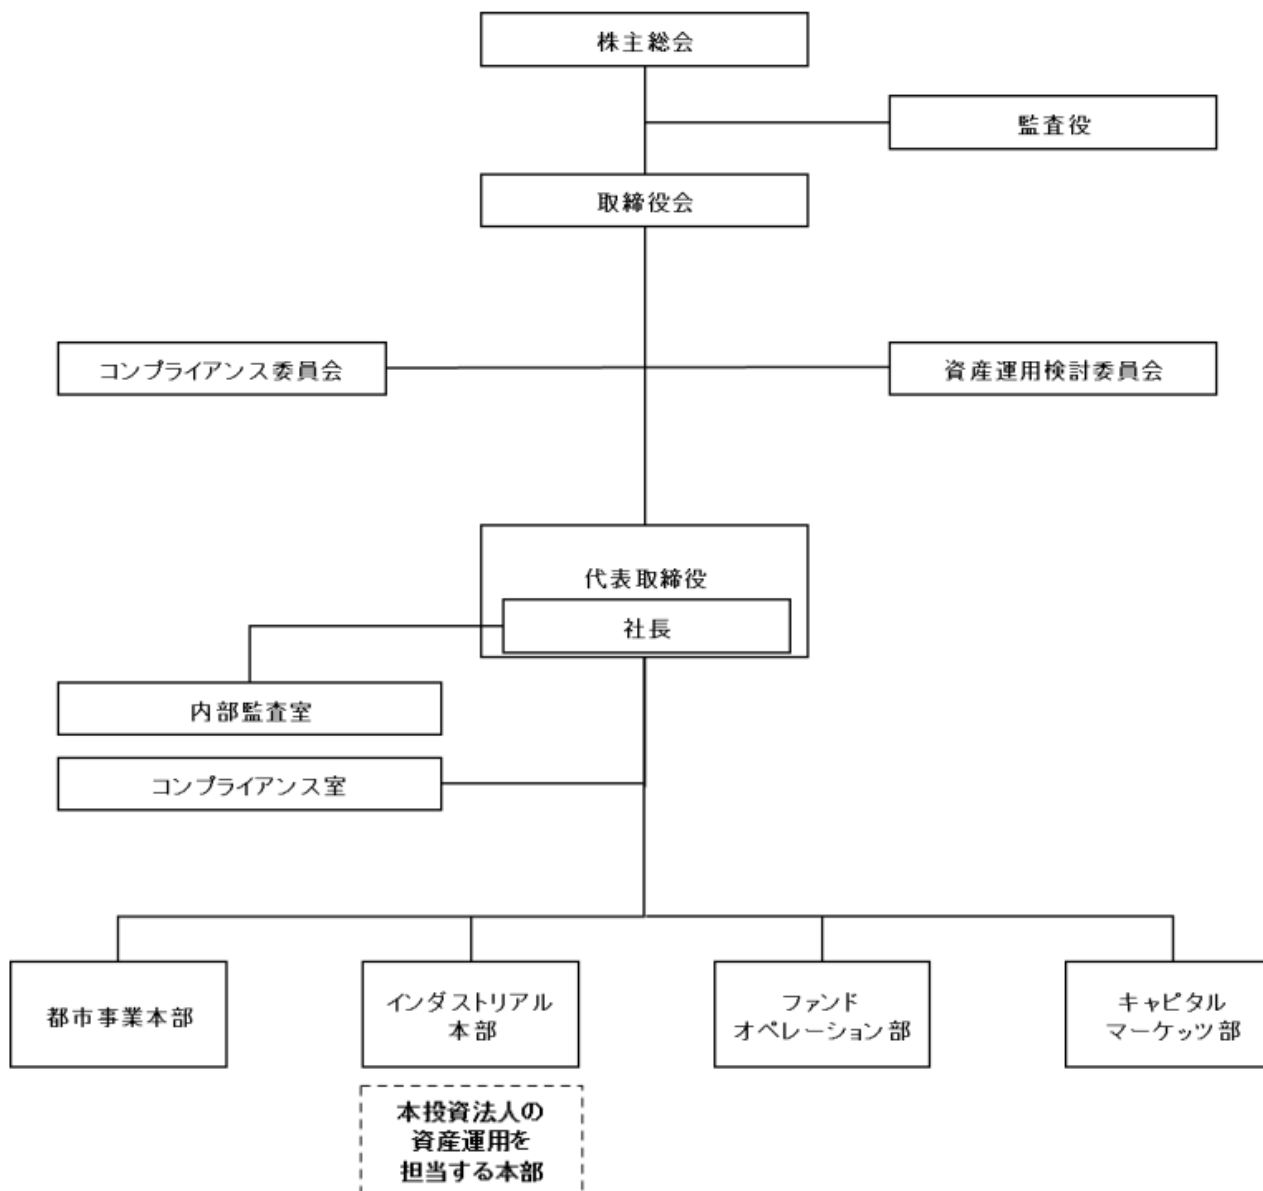 株主総会
監査役
取締役会
コンプライアンス委員会
資産運用検討委員会
代表取締役
社長
内部監査室
コンプライアンス室
都市事業本部
インダストリアル
本部
ファンド
オペレーション部
キャピタル
マーケッツ部
本投資法人の
資産運用を
担当する本部